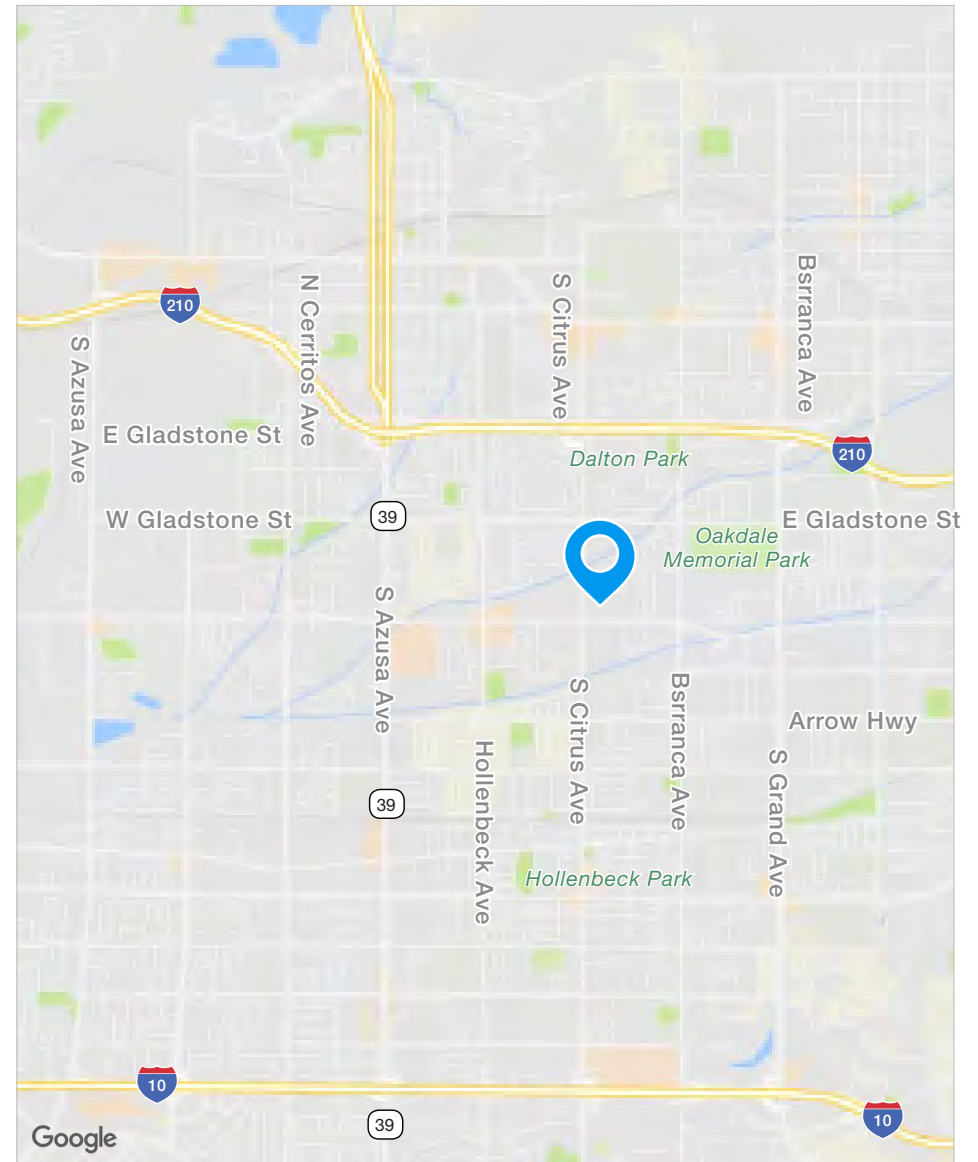 210
N Cerritos Ave
S Citrus Ave
Bsrranca Ave
S Azusa Ave
E Gladstone St
Dalton Park
210
W Gladstone St
39
E Gladstone St
Oakdale
Memorial Park
S Azusa Ave
S Citrus Ave
Bsrranca Ave
Arrow Hwy
Hollenbeck Ave
S Grand Ave
39
Hollenbeck Park
10
39
10
Google